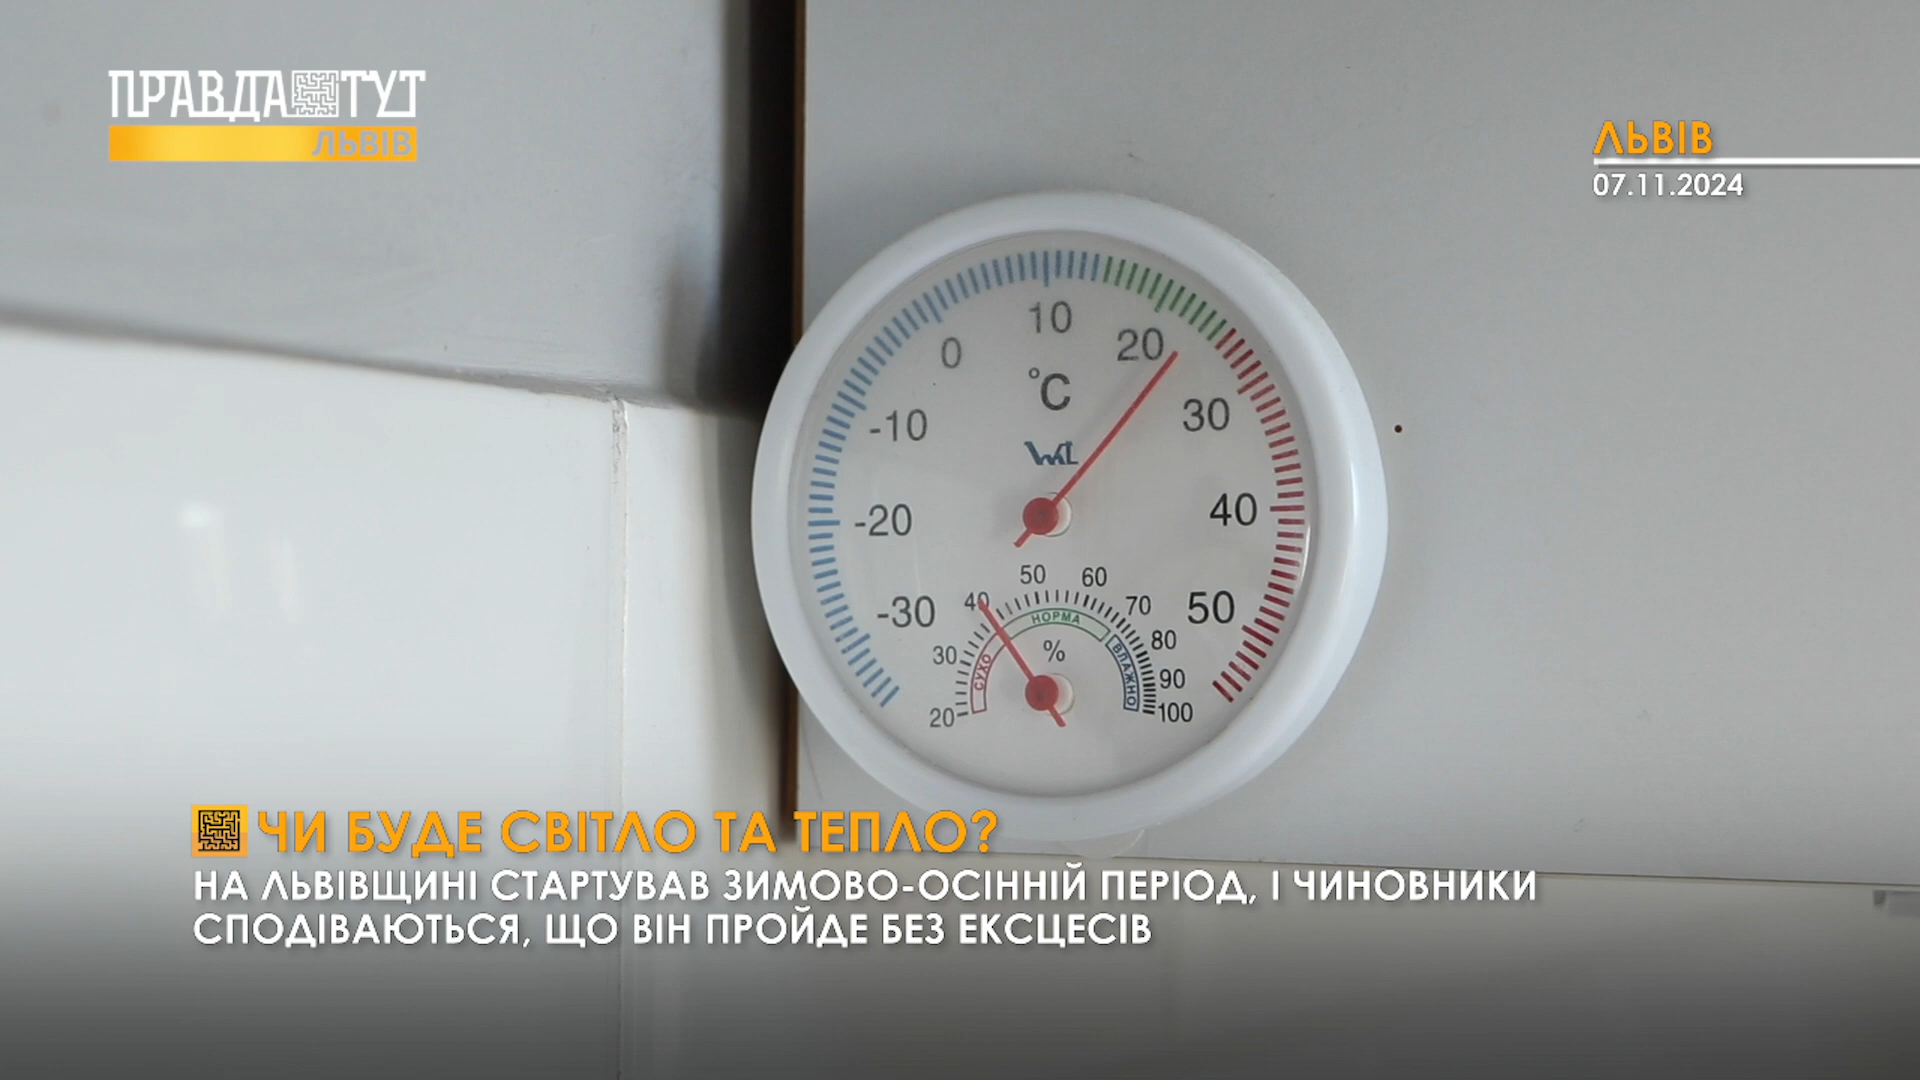 ПРАВДА ТУТ
ЛЬВІВ
ЛЬВІВ
07.11.2024
10
0
20
°C
-10
30
-20
40
-30
50
50
60
40
70
НОРМА
80
30
%
СУХО
ВЛАЖНО
90
20
100
ЧИ БУДЕ СВІТЛО ТА ТЕПЛО?
НА ЛЬВІВЩИНІ СТАРТУВАВ ЗИМОВО-ОСІННІЙ ПЕРІОД, І ЧИНОВНИКИ
СПОДІВАЮТЬСЯ, ЩО ВІН ПРОЙДЕ БЕЗ ЕКСЦЕСІВ